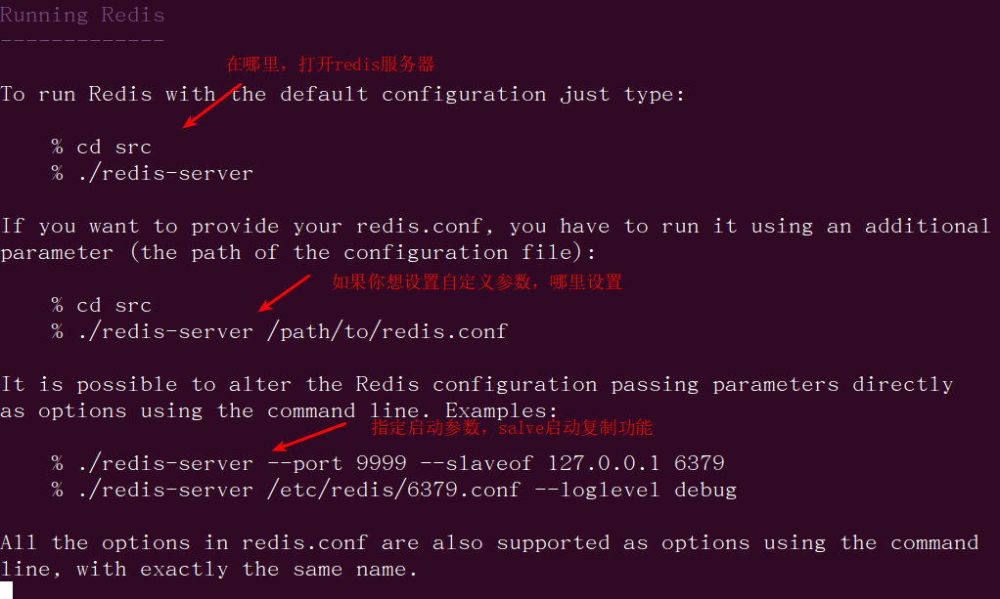 Running Redis
-------------
在哪里，打开redis服务器
To run Redis with the default configuration just type:
% cd src
% ./redis-server
If you want to provide your redis.conf, you have to run it using an additional
parameter (the path of the configuration file):
如果你想设置自定义参数，哪里设置
% cd src
% ./redis-server /path/to/redis.conf
It is possible to alter the Redis configuration passing parameters directly
as options using the command line. Examples:
指定启动参数，salve启动复制功能
% ./redis-server --port 9999 --slaveof 127.0.0.1 6379
% ./redis-server /etc/redis/6379.conf --loglevel debug
All the options in redis.conf are also supported as options using the command
line, with exactly the same name.